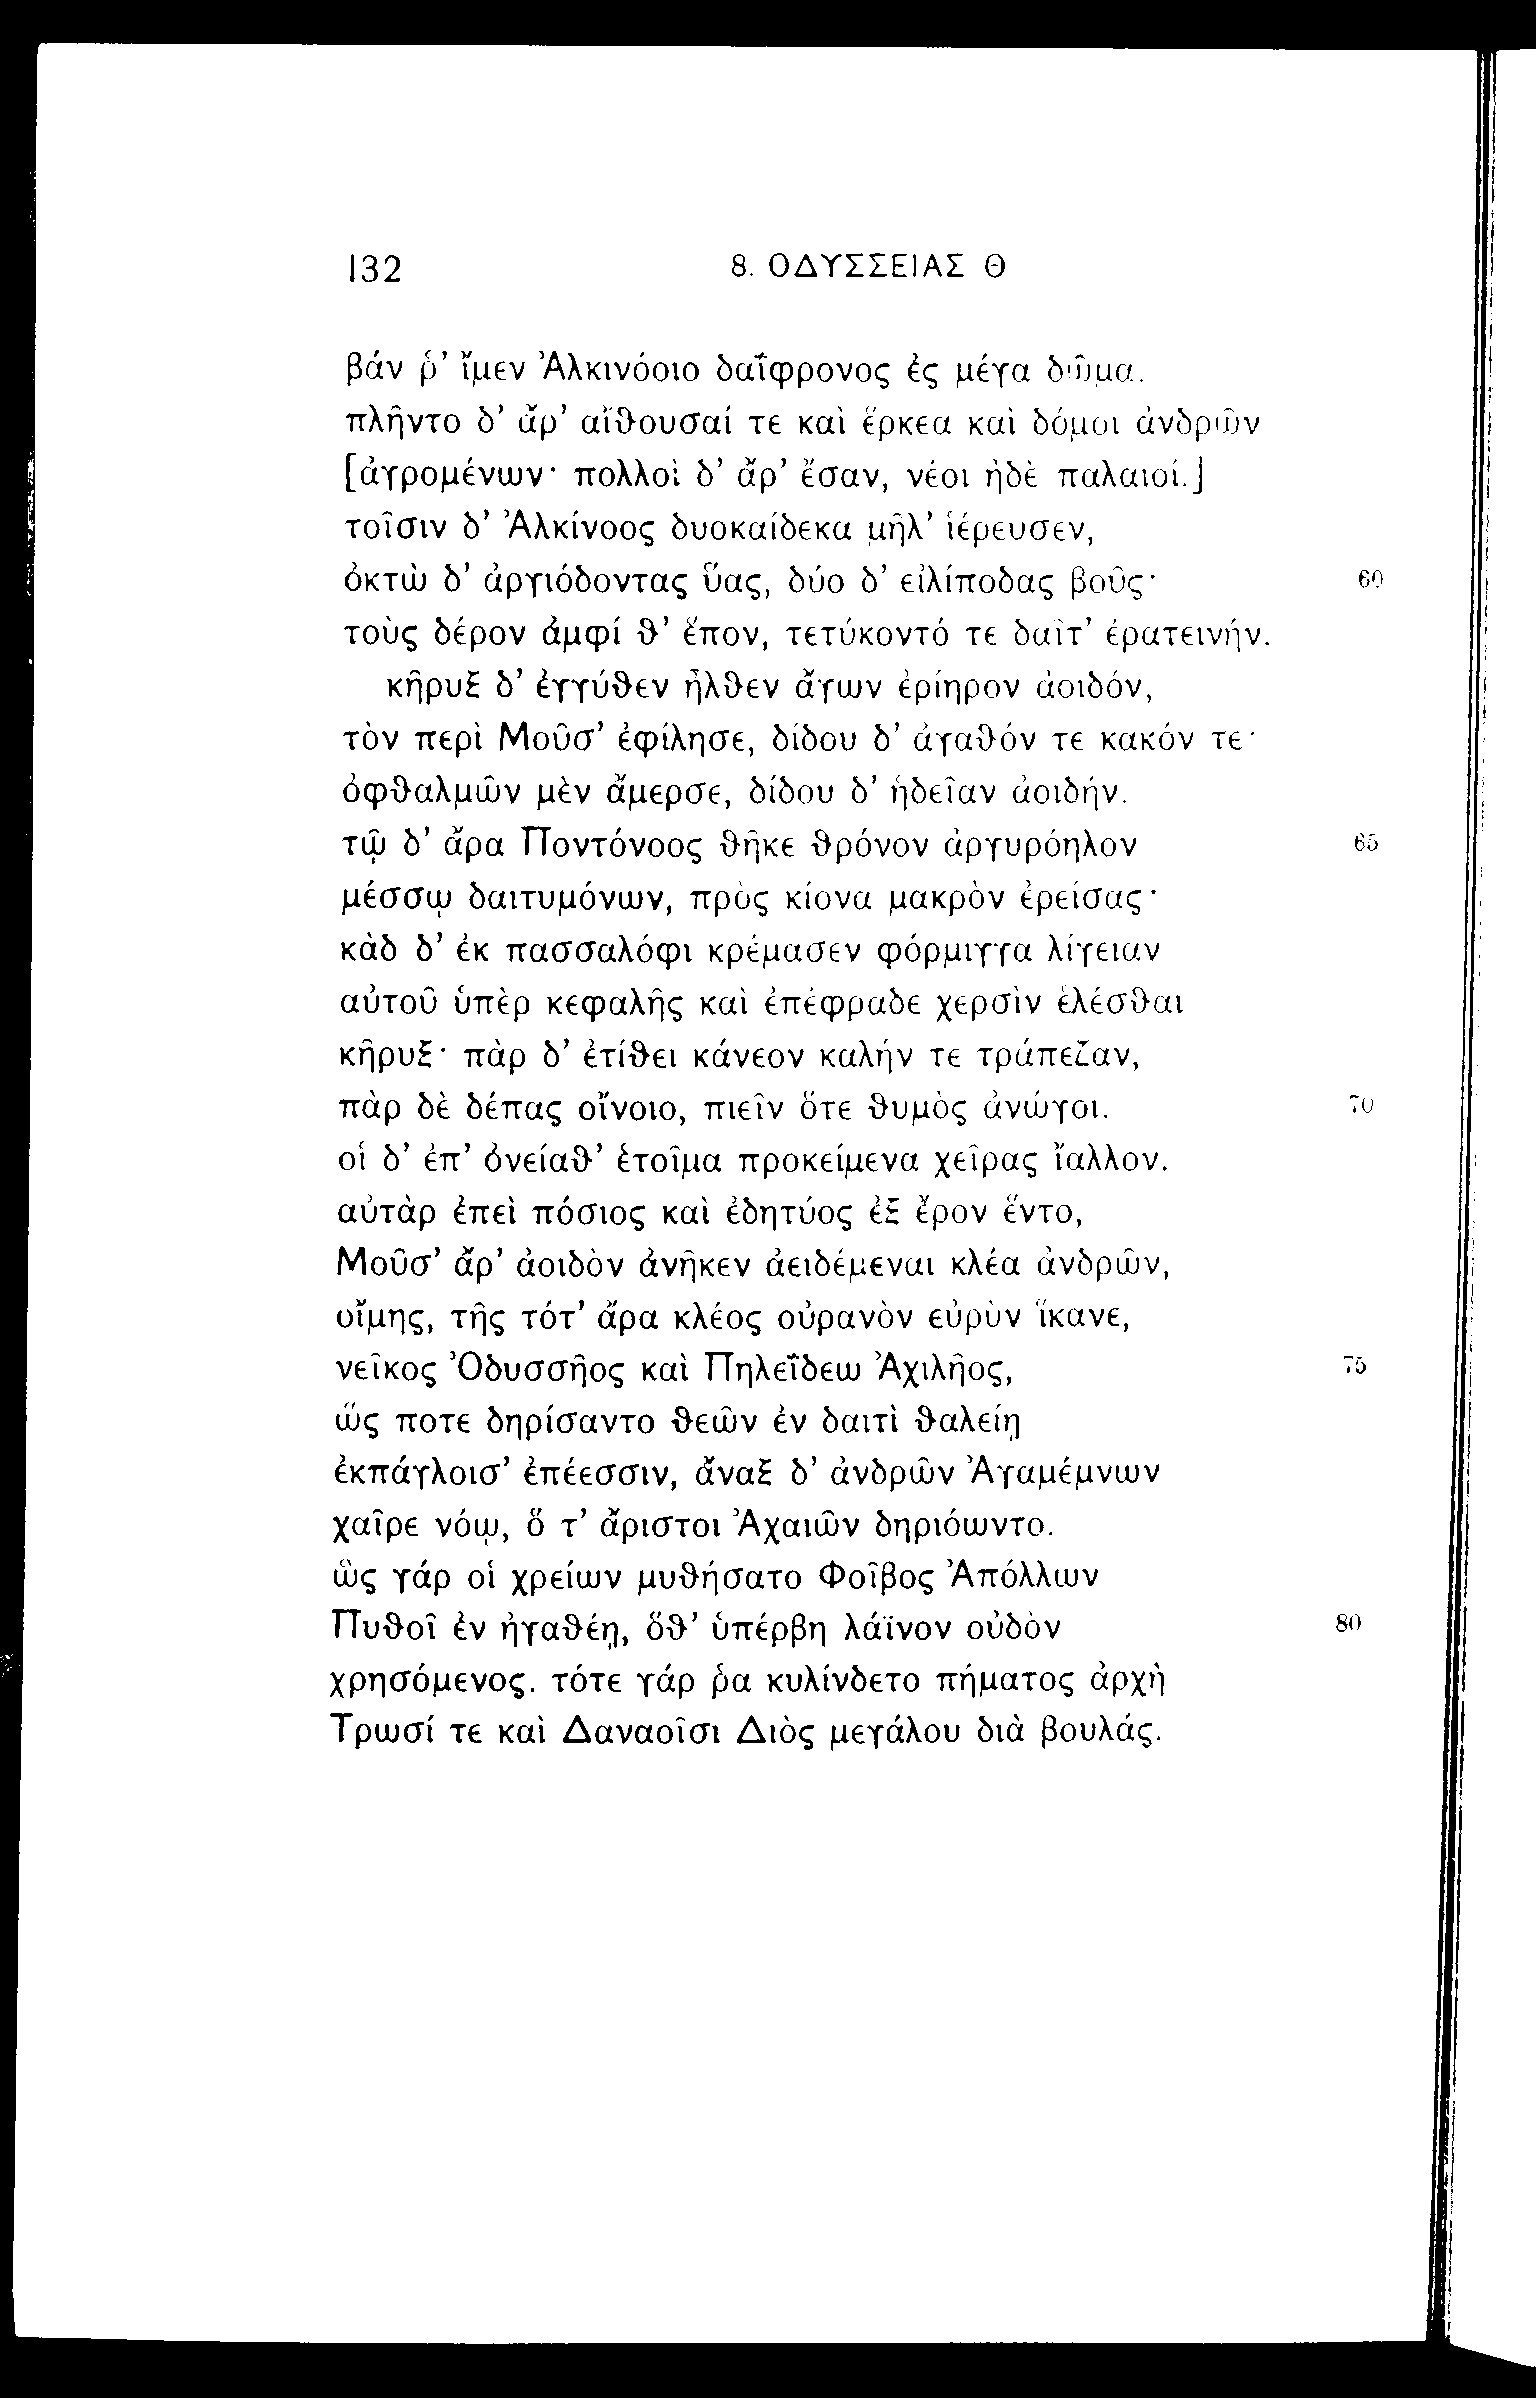 132 8. ΟΔΥΣΣΕΙΑΣ Θ
βάν ῥ’ ἴμεν Ἀλκινόοιο δαΐφρονος ἐς μέγα δῶμα.
πλῆντο δ’ ἄρ’ αἴθουσαί τε καὶ ἕρκεα καὶ δόμοι ἀνδρῶν
[ἀγρομένων· πολλοὶ δ’ ἄρ’ ἔσαν, νέοι ἠδὲ παλαιοί.]
τοῖσιν δ’ Ἀλκίνοος δυοκαίδεκα μῆλ’ ἱέρευσεν,
ὀκτὼ δ’ ἀργιόδοντας ὕας, δύο δ’ εἰλίποδας βοῦς· 60
τοὺς δέρον ἀμφί θ’ ἕπον, τετύκοντό τε δαῖτ’ ἐρατεινήν.
κῆρυξ δ’ ἐγγύθεν ἦλθεν ἄγων ἐρίηρον ἀοιδόν,
τὸν περὶ Μοῦσ’ ἐφίλησε, δίδου δ’ ἀγαθόν τε κακόν τε·
ὀφθαλμῶν μὲν ἄμερσε, δίδου δ’ ἡδεῖαν ἀοιδήν.
τῷ δ’ ἄρα Ποντόνοος θῆκε θρόνον ἀργυρόηλον 65
μέσσῳ δαιτυμόνων, πρὸς κίονα μακρὸν ἐρείσας·
κὰδ δ’ ἐκ πασσαλόφι κρέμασεν φόρμιγγα λίγειαν
αὐτοῦ ὑπὲρ κεφαλῆς καὶ ἐπέφραδε χερσὶν ἑλέσθαι
κῆρυξ· πὰρ δ’ ἐτίθει κάνεον καλήν τε τράπεζαν,
πὰρ δὲ δέπας οἴνοιο, πιεῖν ὅτε θυμὸς ἀνώγοι. 70
οἱ δ’ ἐπ’ ὀνείαθ’ ἑτοῖμα προκείμενα χεῖρας ἴαλλον.
αὐτὰρ ἐπεὶ πόσιος καὶ ἐδητύος ἐξ ἔρον ἕντο,
Μοῦσ’ ἄρ’ ἀοιδὸν ἀνῆκεν ἀειδέμεναι κλέα ἀνδρῶν,
οἴμης, τῆς τότ’ ἄρα κλέος οὐρανὸν εὐρὺν ἵκανε,
νεῖκος Ὀδυσσῆος καὶ Πηλεΐδεω Ἀχιλῆος, 75
ὥς ποτε δηρίσαντο θεῶν ἐν δαιτὶ θαλείῃ
ἐκπάγλοισ’ ἐπέεσσιν, ἄναξ δ’ ἀνδρῶν Ἀγαμέμνων
χαῖρε νόῳ, ὅ τ’ ἄριστοι Ἀχαιῶν δηριόωντο.
ὣς γάρ οἱ χρείων μυθήσατο Φοῖβος Ἀπόλλων
Πυθοῖ ἐν ἠγαθέῃ, ὅθ’ ὑπέρβη λάϊνον οὐδὸν 80
χρησόμενος. τότε γάρ ῥα κυλίνδετο πήματος ἀρχὴ
Τρωσί τε καὶ Δαναοῖσι Διὸς μεγάλου διὰ βουλάς.